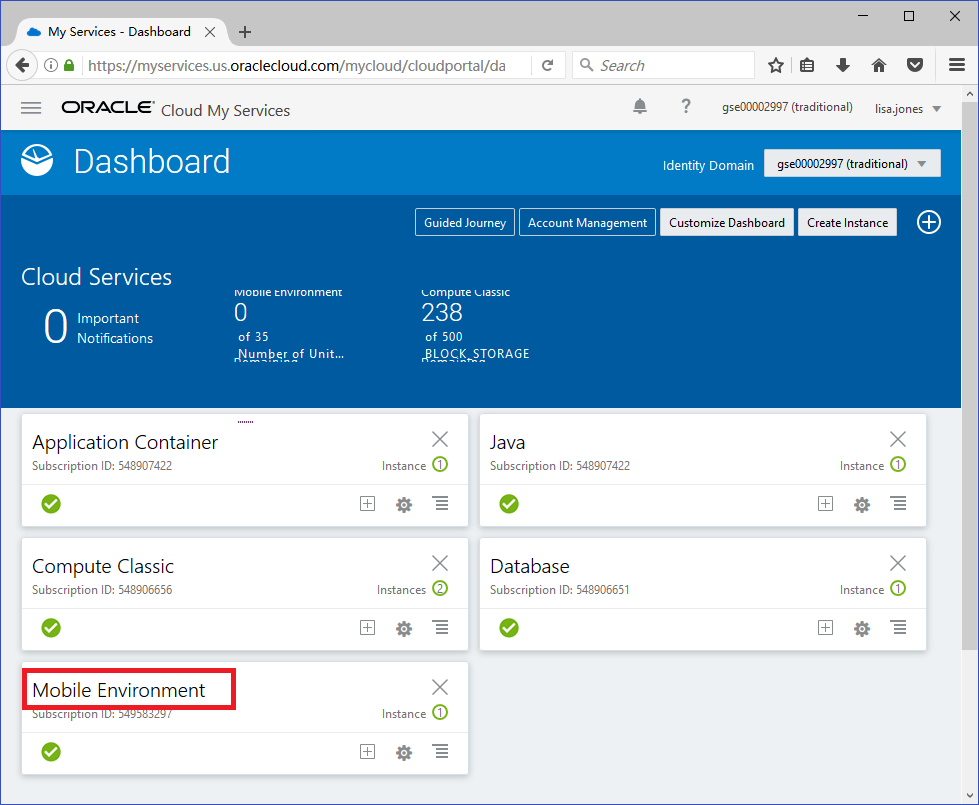 My Services - Dashboard
https://myservices.us.oraclecloud.com/mycloud/cloudportal/da
Search
ORACLE Cloud My Services
? gse00002997 (traditional) lisa.jones
Dashboard
Identity Domain gse00002997 (traditional)
Guided Journey Account Management Customize Dashboard Create Instance
Cloud Services
0 Important Notifications
Mobile Environment
0
of 35
Number of Unit...
Remaining
Compute Classic
238
of 500
BLOCK_STORAGE
Remaining
Application Container
Subscription ID: 548907422 Instance 1
Java
Subscription ID: 548907422 Instance 1
Compute Classic
Subscription ID: 548906656 Instances 2
Database
Subscription ID: 548906651 Instance 1
Mobile Environment
Subscription ID: 549583297 Instance 1